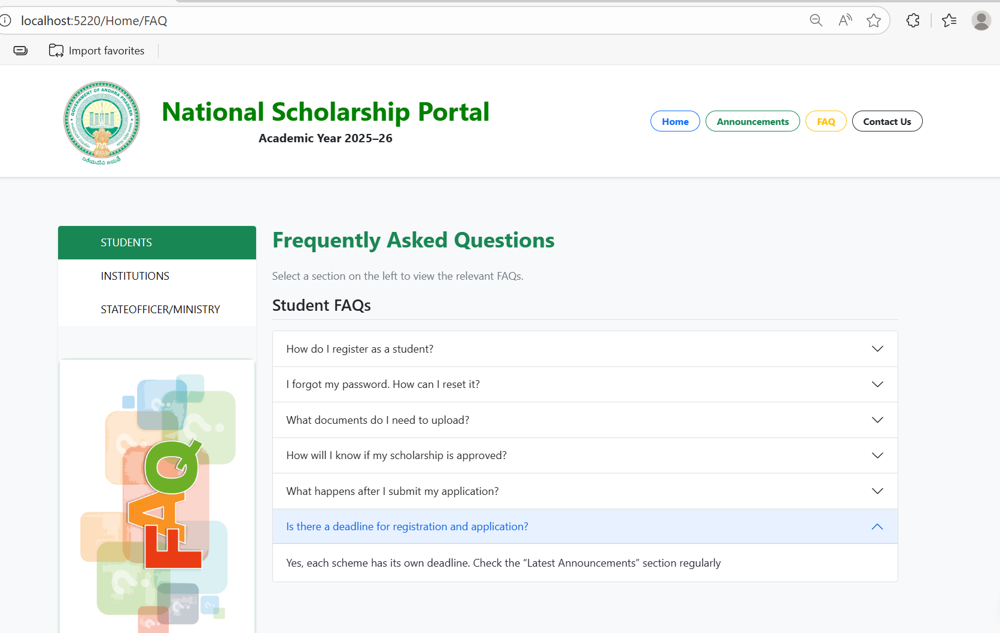 localhost:5220/Home/FAQ
Import favorites
GOVERNMENT OF ANDHRA PRADESH
National Scholarship Portal
Academic Year 2025–26
Home
Announcements
FAQ
Contact Us
STUDENTS
INSTITUTIONS
STATEOFFICER/MINISTRY
Frequently Asked Questions
Select a section on the left to view the relevant FAQs.
Student FAQs
How do I register as a student?
I forgot my password. How can I reset it?
What documents do I need to upload?
How will I know if my scholarship is approved?
What happens after I submit my application?
Is there a deadline for registration and application?
Yes, each scheme has its own deadline. Check the “Latest Announcements” section regularly
FAQ